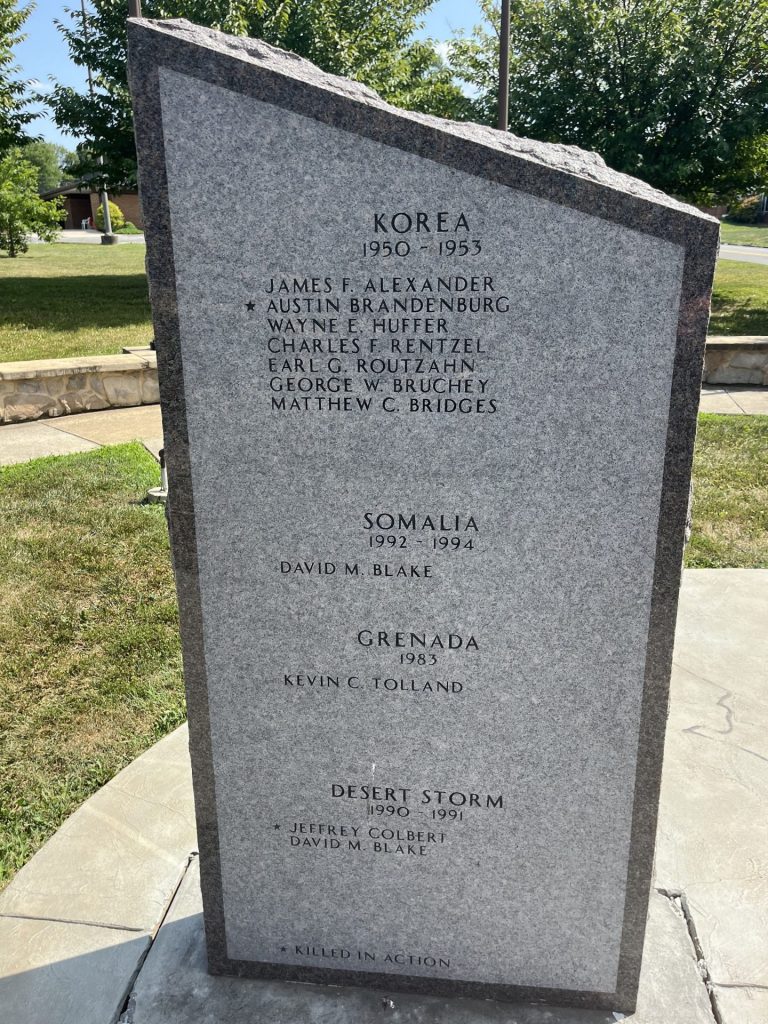 KOREA
1950 - 1953
JAMES F. ALEXANDER
★ AUSTIN BRANDENBURG
WAYNE E. HUFFER
CHARLES F. RENTZEL
EARL G. ROUTZAHN
GEORGE W. BRUCHEY
MATTHEW C. BRIDGES
SOMALIA
1992 - 1994
DAVID M. BLAKE
GRENADA
1983
KEVIN C. TOLLAND
DESERT STORM
1990 - 1991
★ JEFFREY COLBERT
DAVID M. BLAKE
★ KILLED IN ACTION